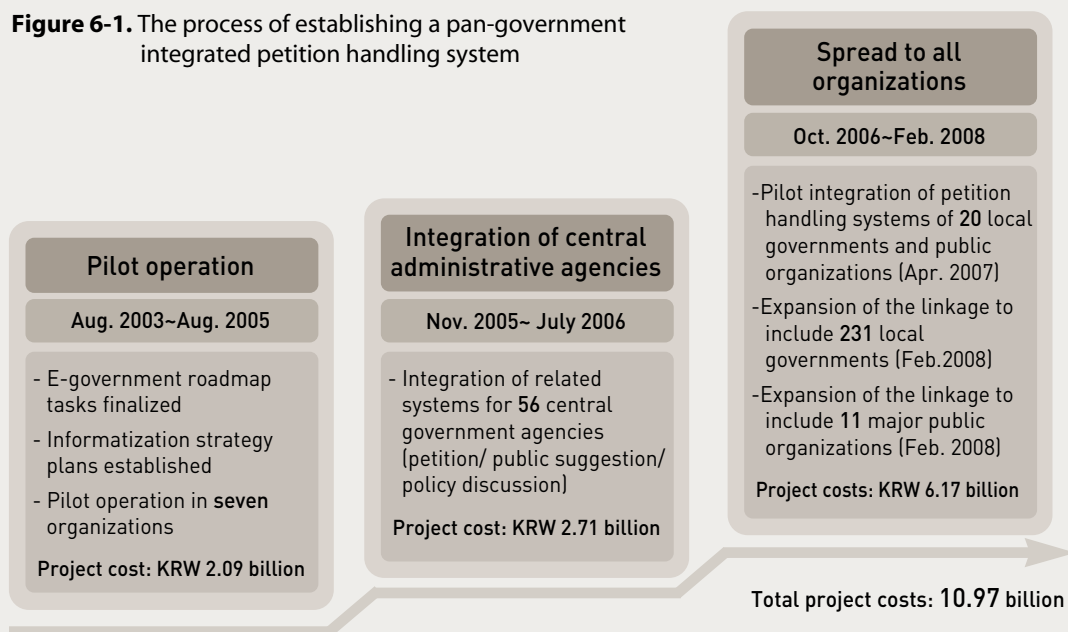 Figure 6-1. The process of establishing a pan-government
integrated petition handling system
Pilot operation
Aug. 2003~Aug. 2005
- E-government roadmap
tasks finalized
- Informatization strategy
plans established
- Pilot operation in seven
organizations
Project cost: KRW 2.09 billion
Integration of central
administrative agencies
Nov. 2005~ July 2006
- Integration of related
systems for 56 central
government agencies
(petition/ public suggestion/
policy discussion)
Project cost: KRW 2.71 billion
Spread to all
organizations
Oct. 2006~Feb. 2008
-Pilot integration of petition
handling systems of 20 local
governments and public
organizations (Apr. 2007)
-Expansion of the linkage to
include 231 local
governments (Feb.2008)
-Expansion of the linkage to
include 11 major public
organizations (Feb. 2008)
Project costs: KRW 6.17 billion
Total project costs: 10.97 billion